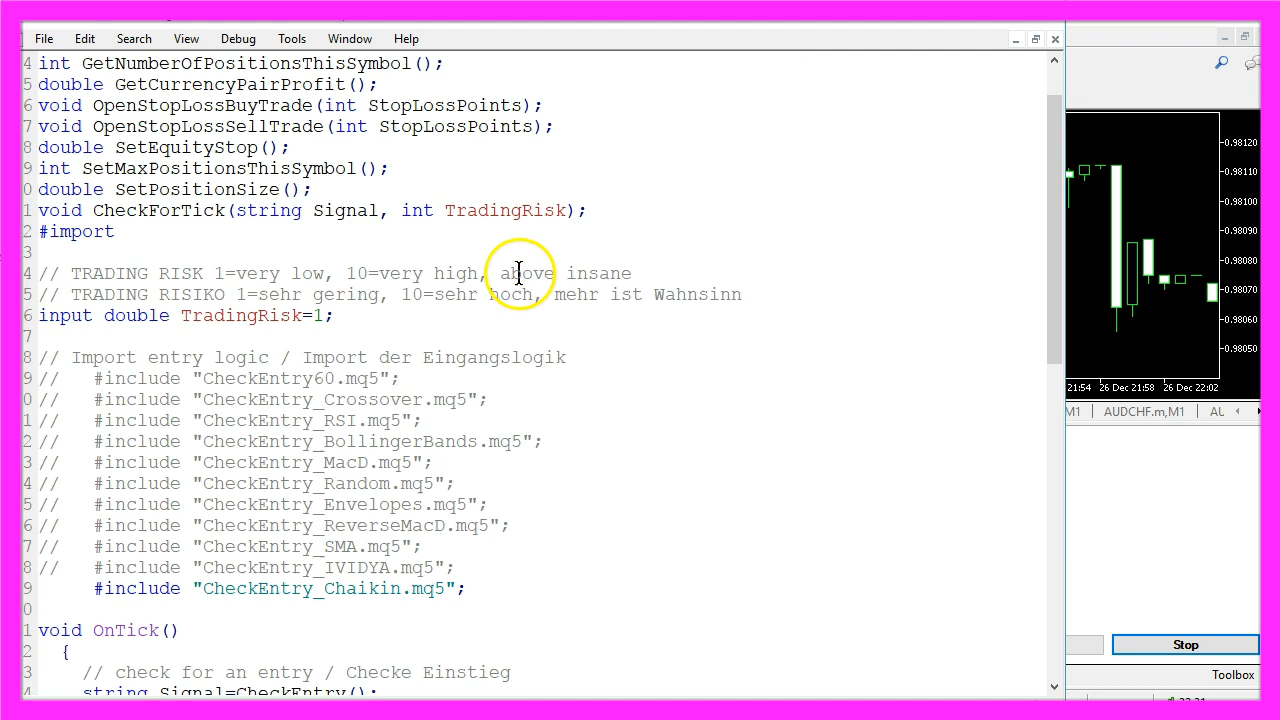 File Edit Search View Debug Tools Window Help
4 int GetNumberOfPositionsThisSymbol();
5 double GetCurrencyPairProfit();
6 void OpenStopLossBuyTrade(int StopLossPoints);
7 void OpenStopLossSellTrade(int StopLossPoints);
8 double SetEquityStop();
9 int SetMaxPositionsThisSymbol();
0 double SetPositionSize();
1 void CheckForTick(string Signal, int TradingRisk);
2 #import
3
4 // TRADING RISK 1=very low, 10=very high, above insane
5 // TRADING RISIKO 1=sehr gering, 10=sehr hoch, mehr ist Wahnsinn
6 input double TradingRisk=1;
7
8 // Import entry logic / Import der Eingangslogik
9 //   #include "CheckEntry60.mq5";
0 //   #include "CheckEntry_Crossover.mq5";
1 //   #include "CheckEntry_RSI.mq5";
2 //   #include "CheckEntry_BollingerBands.mq5";
3 //   #include "CheckEntry_MacD.mq5";
4 //   #include "CheckEntry_Random.mq5";
5 //   #include "CheckEntry_Envelopes.mq5";
6 //   #include "CheckEntry_ReverseMacD.mq5";
7 //   #include "CheckEntry_SMA.mq5";
8 //   #include "CheckEntry_IVIDYA.mq5";
9      #include "CheckEntry_Chaikin.mq5";
0
1 void OnTick()
2   {
3     // check for an entry / Checke Einstieg
4     string Signal=CheckEntry();
0.98120
0.98110
0.98100
0.98090
0.98080
0.98070
0.98060
0.98050
21:54 26 Dec 21:58 26 Dec 22:02
M1 AUDCHF.m,M1 AU
Stop
Toolbox